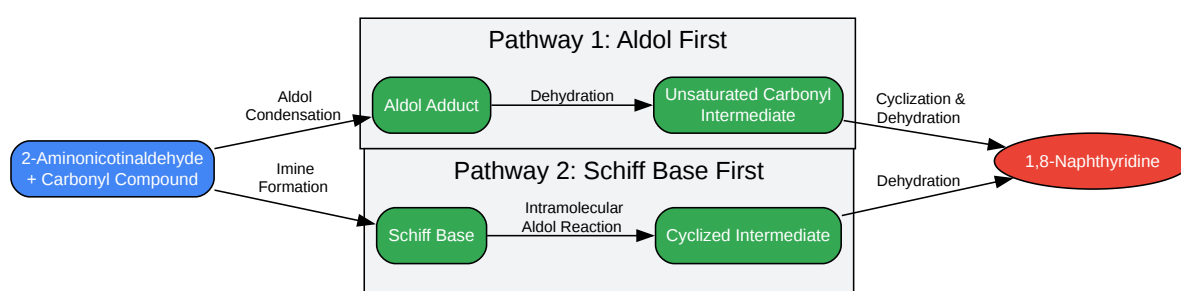 Pathway 1: Aldol First
Aldol
Condensation
Aldol Adduct
Dehydration
Unsaturated Carbonyl
Intermediate
Cyclization &
Dehydration
2-Aminonicotinaldehyde
+ Carbonyl Compound
1,8-Naphthyridine
Imine
Formation
Pathway 2: Schiff Base First
Schiff Base
Intramolecular
Aldol Reaction
Cyclized Intermediate
Dehydration